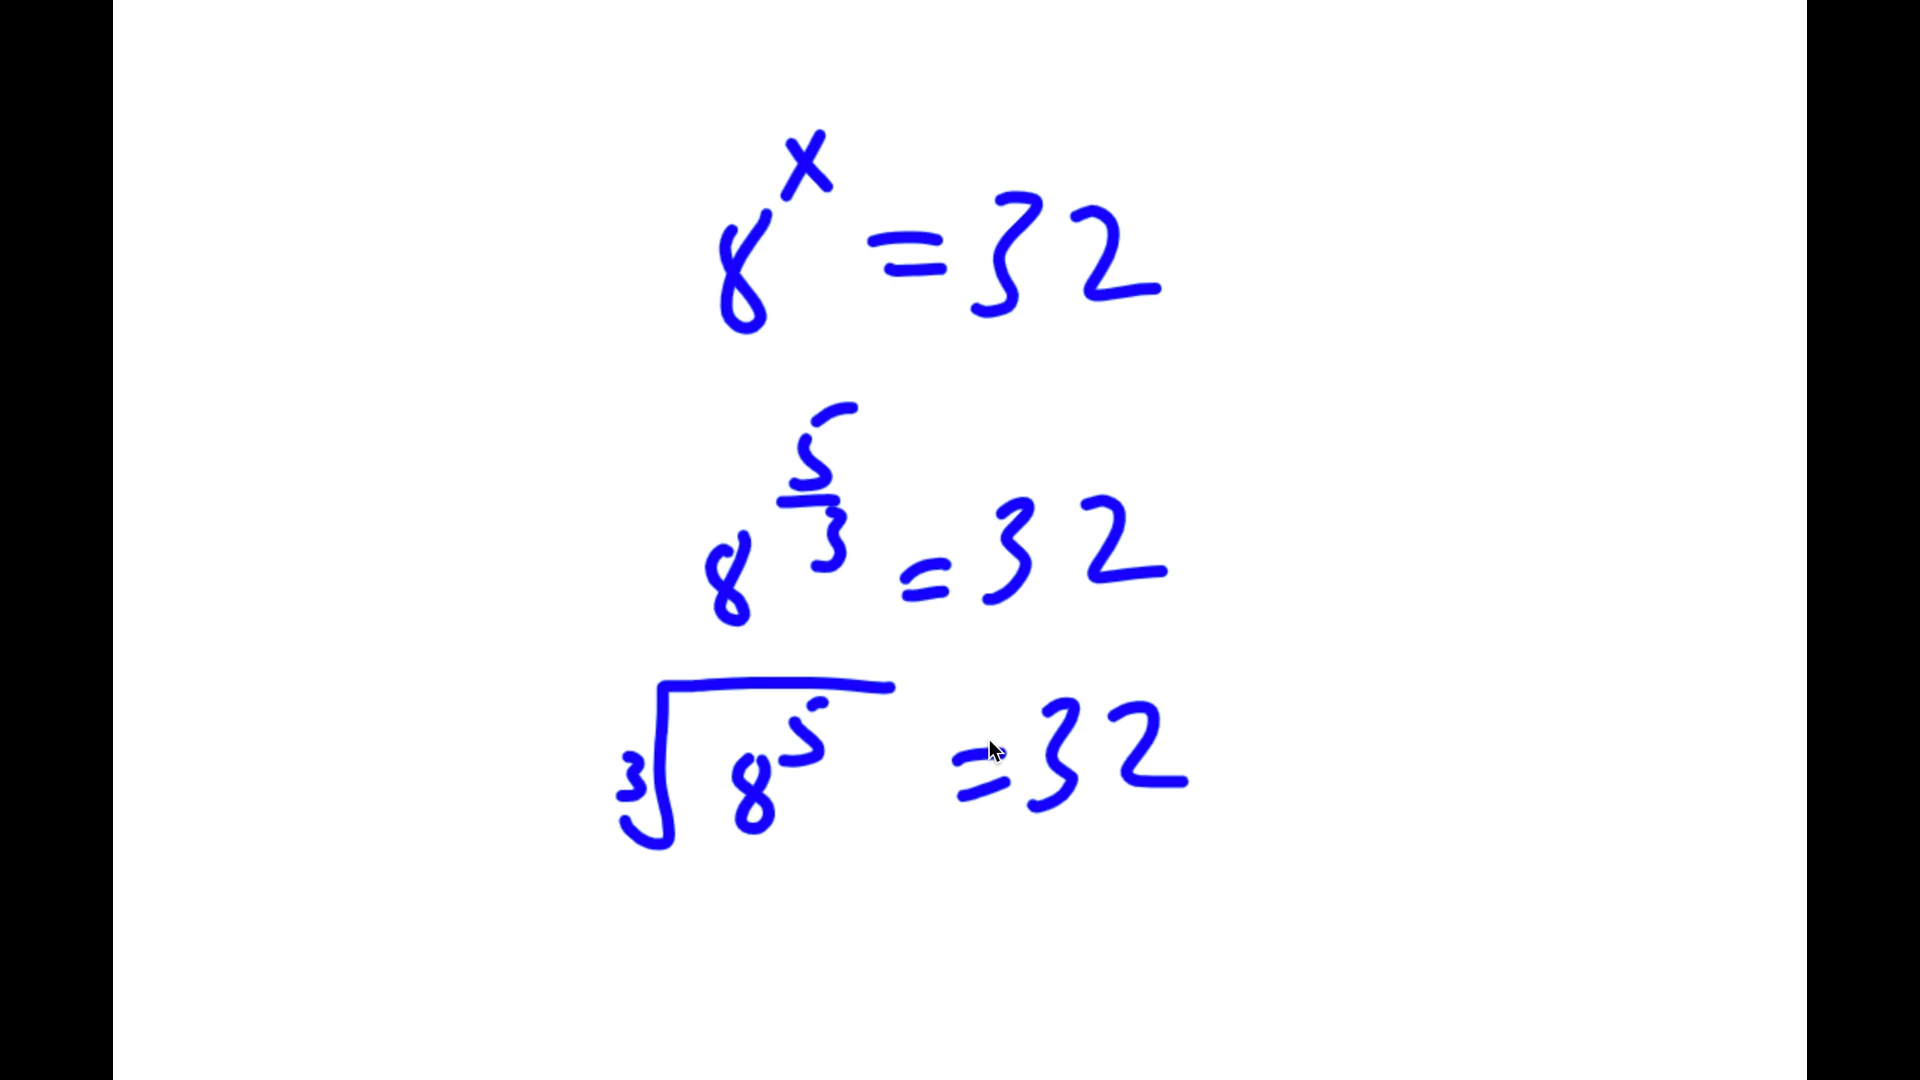 8^x = 32
8^(5/3) = 32
∛(8^5) = 32